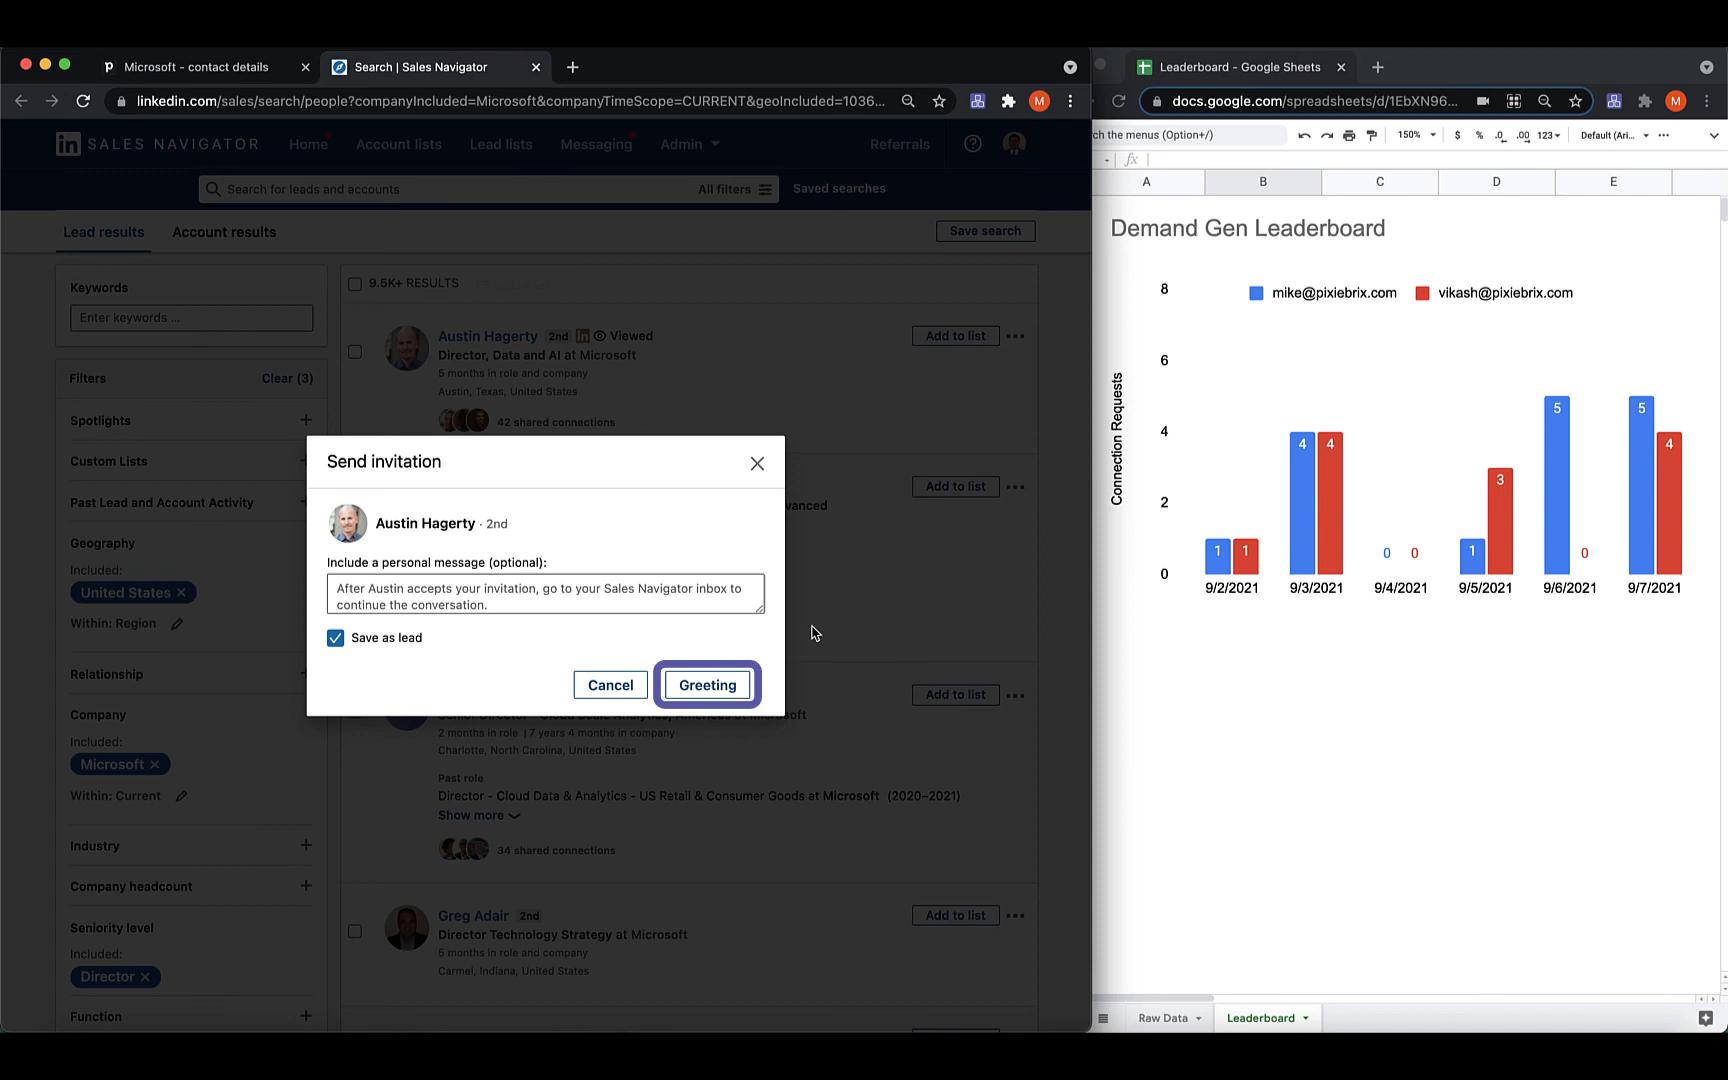 Microsoft - contact details
Search | Sales Navigator
linkedin.com/sales/search/people?companyIncluded=Microsoft&companyTimeScope=CURRENT&geoIncluded=1036...
M
in SALES NAVIGATOR
Home
Account lists
Lead lists
Messaging
Admin
Referrals
Search for leads and accounts
All filters
Saved searches
Lead results
Account results
Save search
Keywords
Enter keywords ...
Filters
Clear (3)
Spotlights
Custom Lists
Past Lead and Account Activity
Geography
Included:
United States
Within: Region
Relationship
Company
Included:
Microsoft
Within: Current
Industry
Company headcount
Seniority level
Included:
Director
Function
9.5K+ RESULTS
Austin Hagerty 2nd in Viewed
Director, Data and AI at Microsoft
5 months in role and company
Austin, Texas, United States
42 shared connections
Add to list
Add to list
vanced
Send invitation
Austin Hagerty · 2nd
Include a personal message (optional):
After Austin accepts your invitation, go to your Sales Navigator inbox to
continue the conversation.
Save as lead
Cancel
Greeting
Add to list
Senior Director - Cloud Scale Analytics, Americas at Microsoft
2 months in role | 7 years 4 months in company
Charlotte, North Carolina, United States
Past role
Director - Cloud Data & Analytics - US Retail & Consumer Goods at Microsoft (2020–2021)
Show more
34 shared connections
Greg Adair 2nd
Director Technology Strategy at Microsoft
5 months in role and company
Carmel, Indiana, United States
Add to list
Leaderboard - Google Sheets
docs.google.com/spreadsheets/d/1EbXN96...
M
ch the menus (Option+/)
150%
$
%
.0
.00
123
Default (Ari...
fx
A B C D E
Demand Gen Leaderboard
mike@pixiebrix.com
vikash@pixiebrix.com
Connection Requests
8
6
4
2
0
1 1
4 4
0 0
1 3
5 0
5 4
9/2/2021 9/3/2021 9/4/2021 9/5/2021 9/6/2021 9/7/2021
Raw Data
Leaderboard